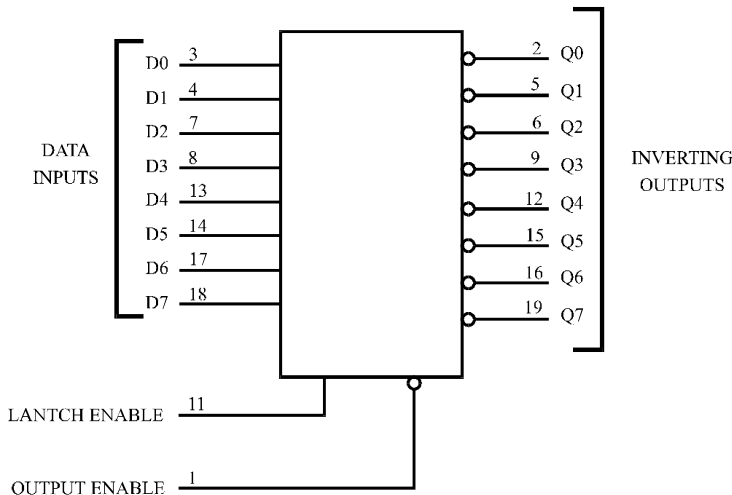 D0 3
D1 4
D2 7
D3 8
D4 13
D5 14
D6 17
D7 18
DATA
INPUTS
2 Q0
5 Q1
6 Q2
9 Q3
12 Q4
15 Q5
16 Q6
19 Q7
INVERTING
OUTPUTS
LANTCH ENABLE 11
OUTPUT ENABLE 1